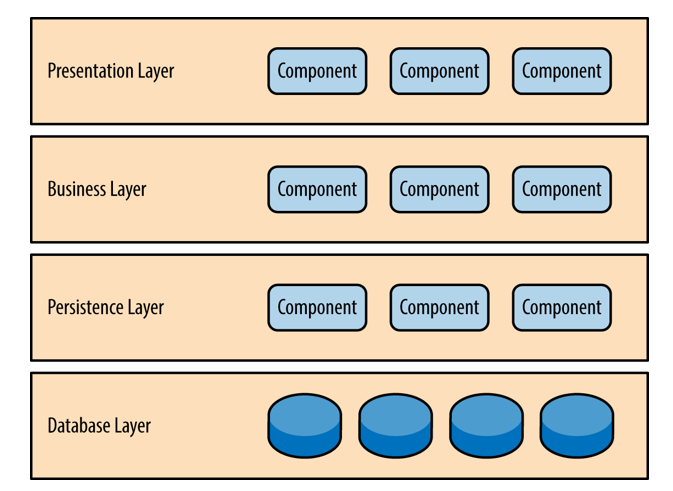 Presentation Layer Component Component Component
Business Layer Component Component Component
Persistence Layer Component Component Component
Database Layer